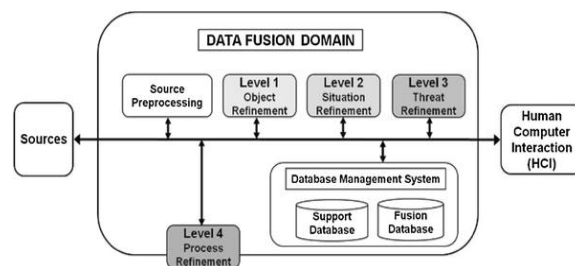 DATA FUSION DOMAIN
Source
Preprocessing
Level 1
Object
Refinement
Level 2
Situation
Refinement
Level 3
Threat
Refinement
Sources
Human
Computer
Interaction
(HCI)
Database Management System
Support
Database
Fusion
Database
Level 4
Process
Refinement